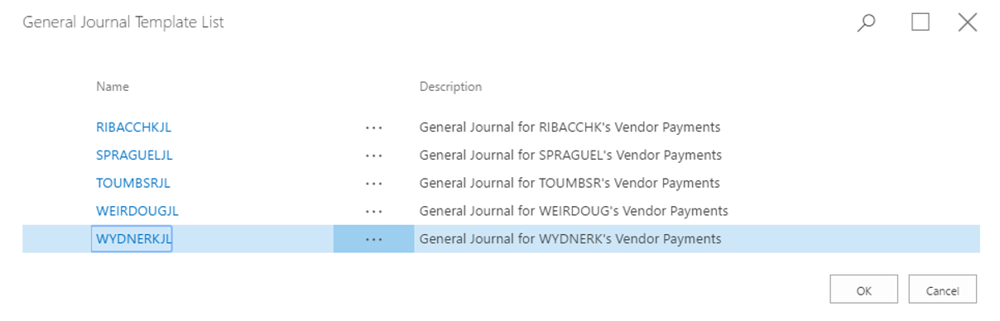 General Journal Template List
Name Description
RIBACCHKJL ··· General Journal for RIBACCHK's Vendor Payments
SPRAGUELJL ··· General Journal for SPRAGUEL's Vendor Payments
TOUMBSRJL ··· General Journal for TOUMBSR's Vendor Payments
WEIRDOUGJL ··· General Journal for WEIRDOUG's Vendor Payments
WYDNERKJL ··· General Journal for WYDNERK's Vendor Payments
OK Cancel